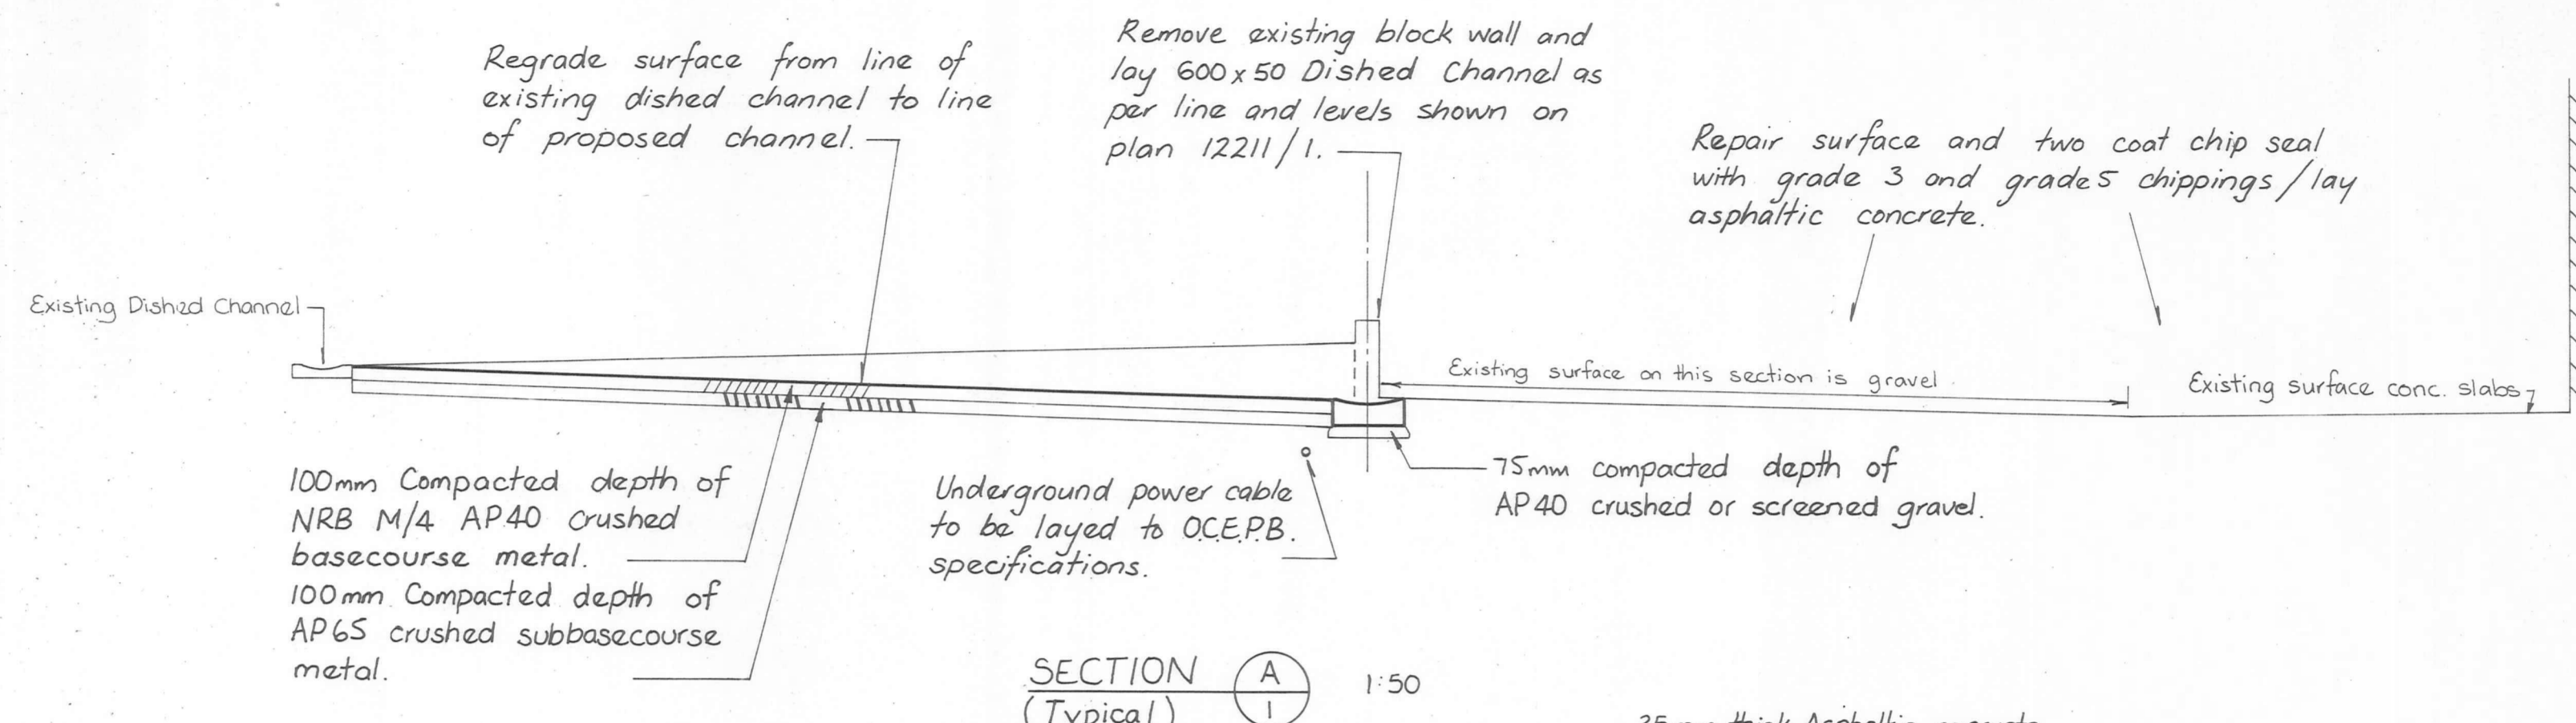 Regrade surface from line of
existing dished channel to line
of proposed channel.
Remove existing block wall and
lay 600x50 Dished Channel as
per line and levels shown on
plan 12211/1.
Repair surface and two coat chip seal
with grade 3 and grade5 chippings/lay
asphaltic concrete.
Existing Dished Channel
Existing surface on this section is gravel
Existing surface conc. slabs
100mm Compacted depth of
NRB M/4 AP40 crushed
basecourse metal.
100mm Compacted depth of
AP65 crushed subbasecourse
metal.
Underground power cable
to be layed to O.C.E.P.B.
specifications.
75mm compacted depth of
AP40 crushed or screened gravel.
SECTION A 1:50
(Typical) 1
thick Asphaltic